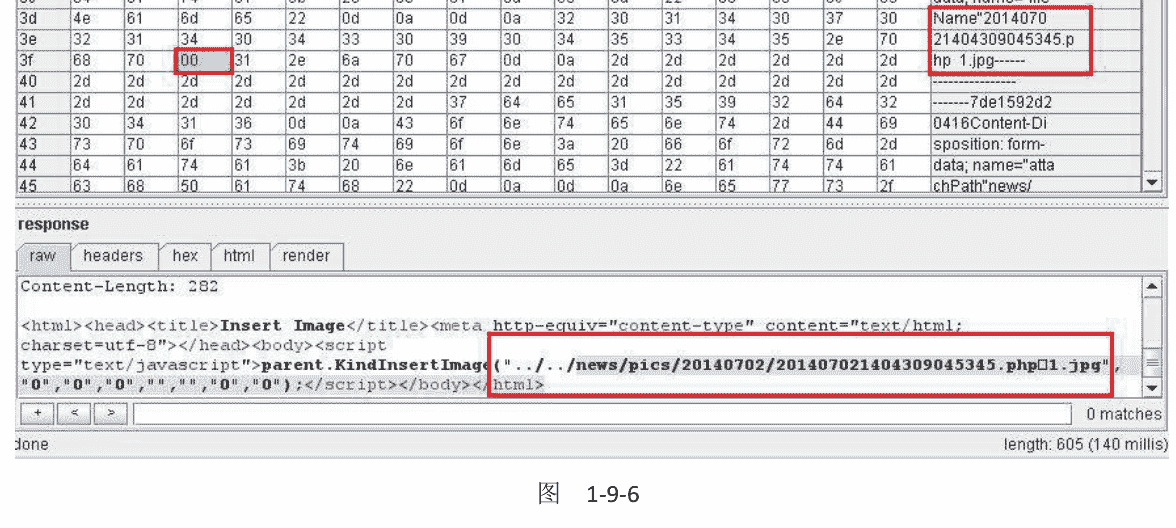 3d 4e 61 6d 65 22 0d 0a 0d 0a 32 30 31 34 30 37 30 Name"2014070
3e 32 31 34 30 34 33 30 39 30 34 35 33 34 35 2e 70 21404309045345.p
3f 68 70 00 31 2e 6a 70 67 0d 0a 2d 2d 2d 2d 2d 2d hp 1.jpg------
40 2d 2d 2d 2d 2d 2d 2d 2d 2d 2d 2d 2d 2d 2d 2d 2d ----------------
41 2d 2d 2d 2d 2d 2d 2d 37 64 65 31 35 39 32 64 32 -------7de1592d2
42 30 34 31 36 0d 0a 43 6f 6e 74 65 6e 74 2d 44 69 0416Content-Di
43 73 70 6f 73 69 74 69 6f 6e 3a 20 66 6f 72 6d 2d sposition: form-
44 64 61 74 61 3b 20 6e 61 6d 65 3d 22 61 74 74 61 data; name="atta
45 63 68 50 61 74 68 22 0d 0a 0d 0a 6e 65 77 73 2f chPath"news/
response
raw headers hex html render
Content-Length: 282
<html><head><title>Insert Image</title><meta http-equiv="content-type" content="text/html;
charset=utf-8"></head><body><script
type="text/javascript">parent.KindInsertImage("../../news/pics/20140702/2014070214043090​45345.php□1.jpg",
"0","0","0","","","0","0");</script></body></html>
+ < > 0 matches
done length: 605 (140 millis)
图 1-9-6